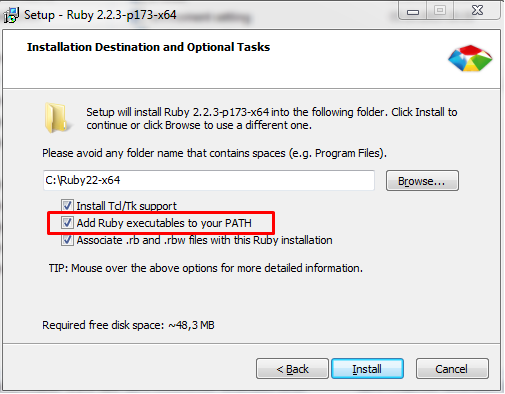 Setup - Ruby 2.2.3-p173-x64
Installation Destination and Optional Tasks
Setup will install Ruby 2.2.3-p173-x64 into the following folder. Click Install to
continue or click Browse to use a different one.
Please avoid any folder name that contains spaces (e.g. Program Files).
C:\Ruby22-x64
Browse...
Install Tcl/Tk support
Add Ruby executables to your PATH
Associate .rb and .rbw files with this Ruby installation
TIP: Mouse over the above options for more detailed information.
Required free disk space: ~48,3 MB
< Back
Install
Cancel